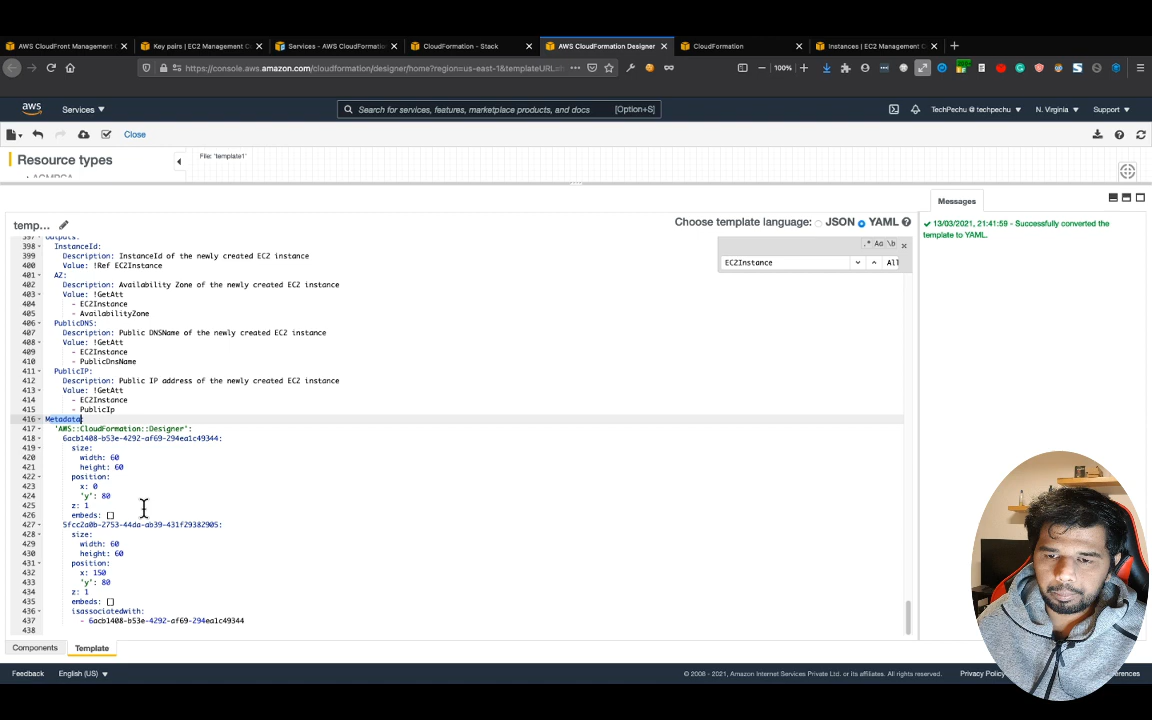 AWS CloudFront Management
Key pairs | EC2 Management C
Services - AWS CloudFormation
CloudFormation - Stack
AWS CloudFormation Designer
CloudFormation
Instances | EC2 Management C
https://console.aws.amazon.com/cloudformation/designer/home?region=us-east-1&templateURL=
100%
aws
Services
Search for services, features, marketplace products, and docs
[Option+S]
TechPechu @ techpechu
N. Virginia
Support
Close
Resource types
File: 'template1'
temp...
Choose template language:
JSON
YAML
Messages
13/03/2021, 21:41:59 - Successfully converted the
template to YAML.
.* Aa \b
EC2Instance
All
397 Outputs:
398 InstanceId:
399 Description: InstanceId of the newly created EC2 instance
400 Value: !Ref EC2Instance
401 AZ:
402 Description: Availability Zone of the newly created EC2 instance
403 Value: !GetAtt
404 - EC2Instance
405 - AvailabilityZone
406 PublicDNS:
407 Description: Public DNSName of the newly created EC2 instance
408 Value: !GetAtt
409 - EC2Instance
410 - PublicDnsName
411 PublicIP:
412 Description: Public IP address of the newly created EC2 instance
413 Value: !GetAtt
414 - EC2Instance
415 - PublicIp
416 Metadata:
417 'AWS::CloudFormation::Designer':
418 6acb1408-b53e-4292-af69-294ea1c49344:
419 size:
420 width: 60
421 height: 60
422 position:
423 x: 0
424 'y': 80
425 z: 1
426 embeds: []
427 5fcc2a0b-2753-44da-ab39-431f29382905:
428 size:
429 width: 60
430 height: 60
431 position:
432 x: 150
433 'y': 80
434 z: 1
435 embeds: []
436 isassociatedwith:
437 - 6acb1408-b53e-4292-af69-294ea1c49344
438
Components
Template
Feedback
English (US)
© 2008 - 2021, Amazon Internet Services Private Ltd. or its affiliates. All rights reserved.
Privacy Policy